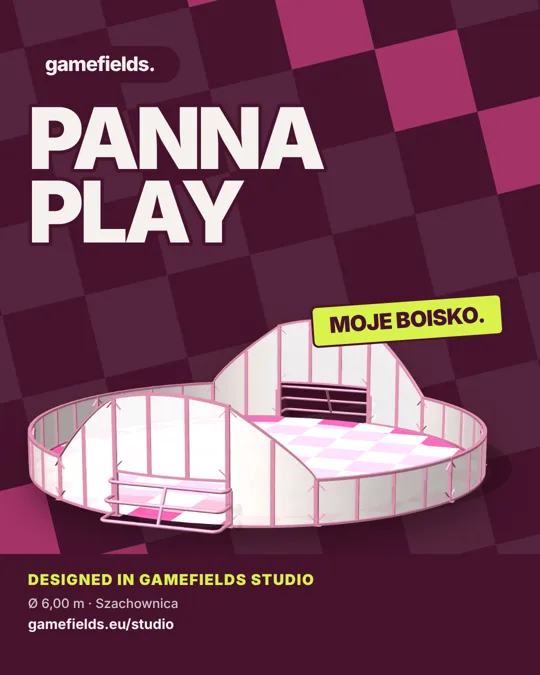 gamefields.
PANNA
PLAY
MOJE BOISKO.
DESIGNED IN GAMEFIELDS STUDIO
Ø 6,00 m · Szachownica
gamefields.eu/studio